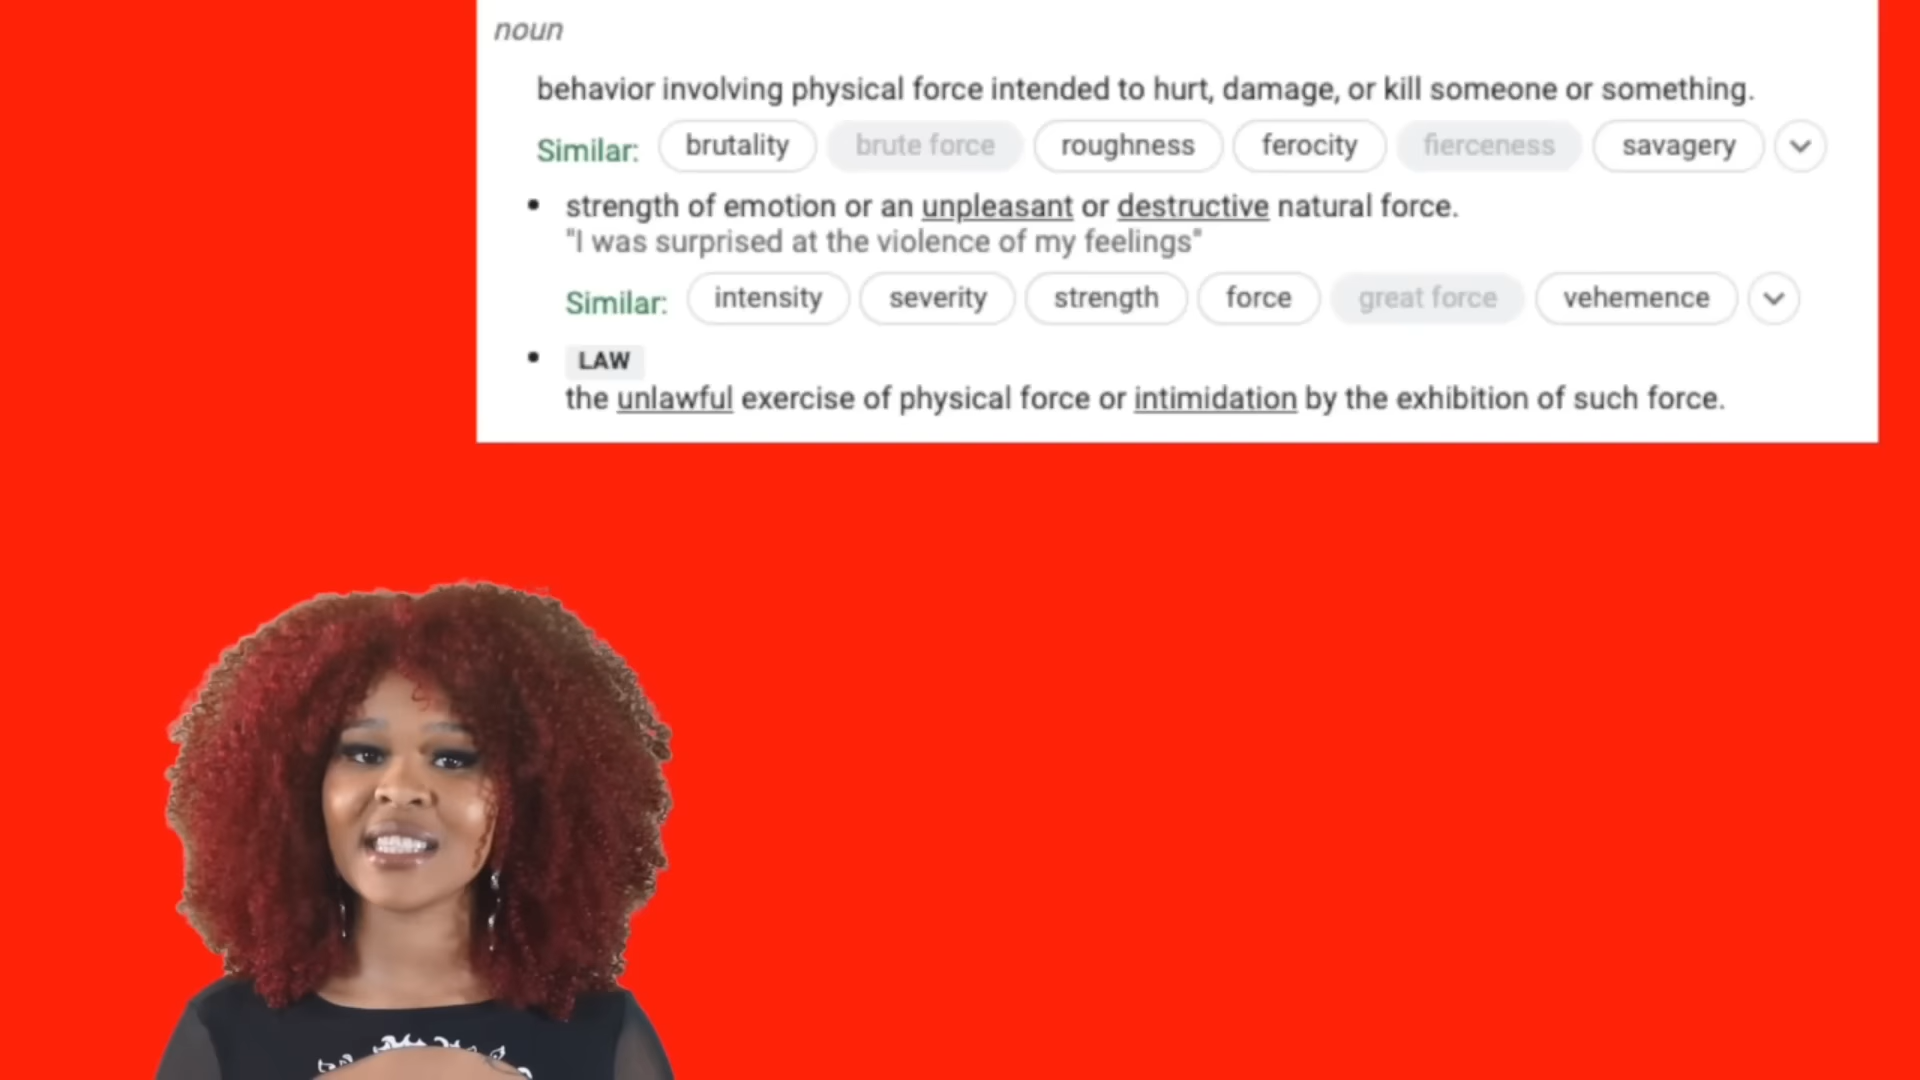 noun
behavior involving physical force intended to hurt, damage, or kill someone or something.
Similar: brutality brute force roughness ferocity fierceness savagery
• strength of emotion or an unpleasant or destructive natural force.
"I was surprised at the violence of my feelings"
Similar: intensity severity strength force great force vehemence
• LAW
the unlawful exercise of physical force or intimidation by the exhibition of such force.